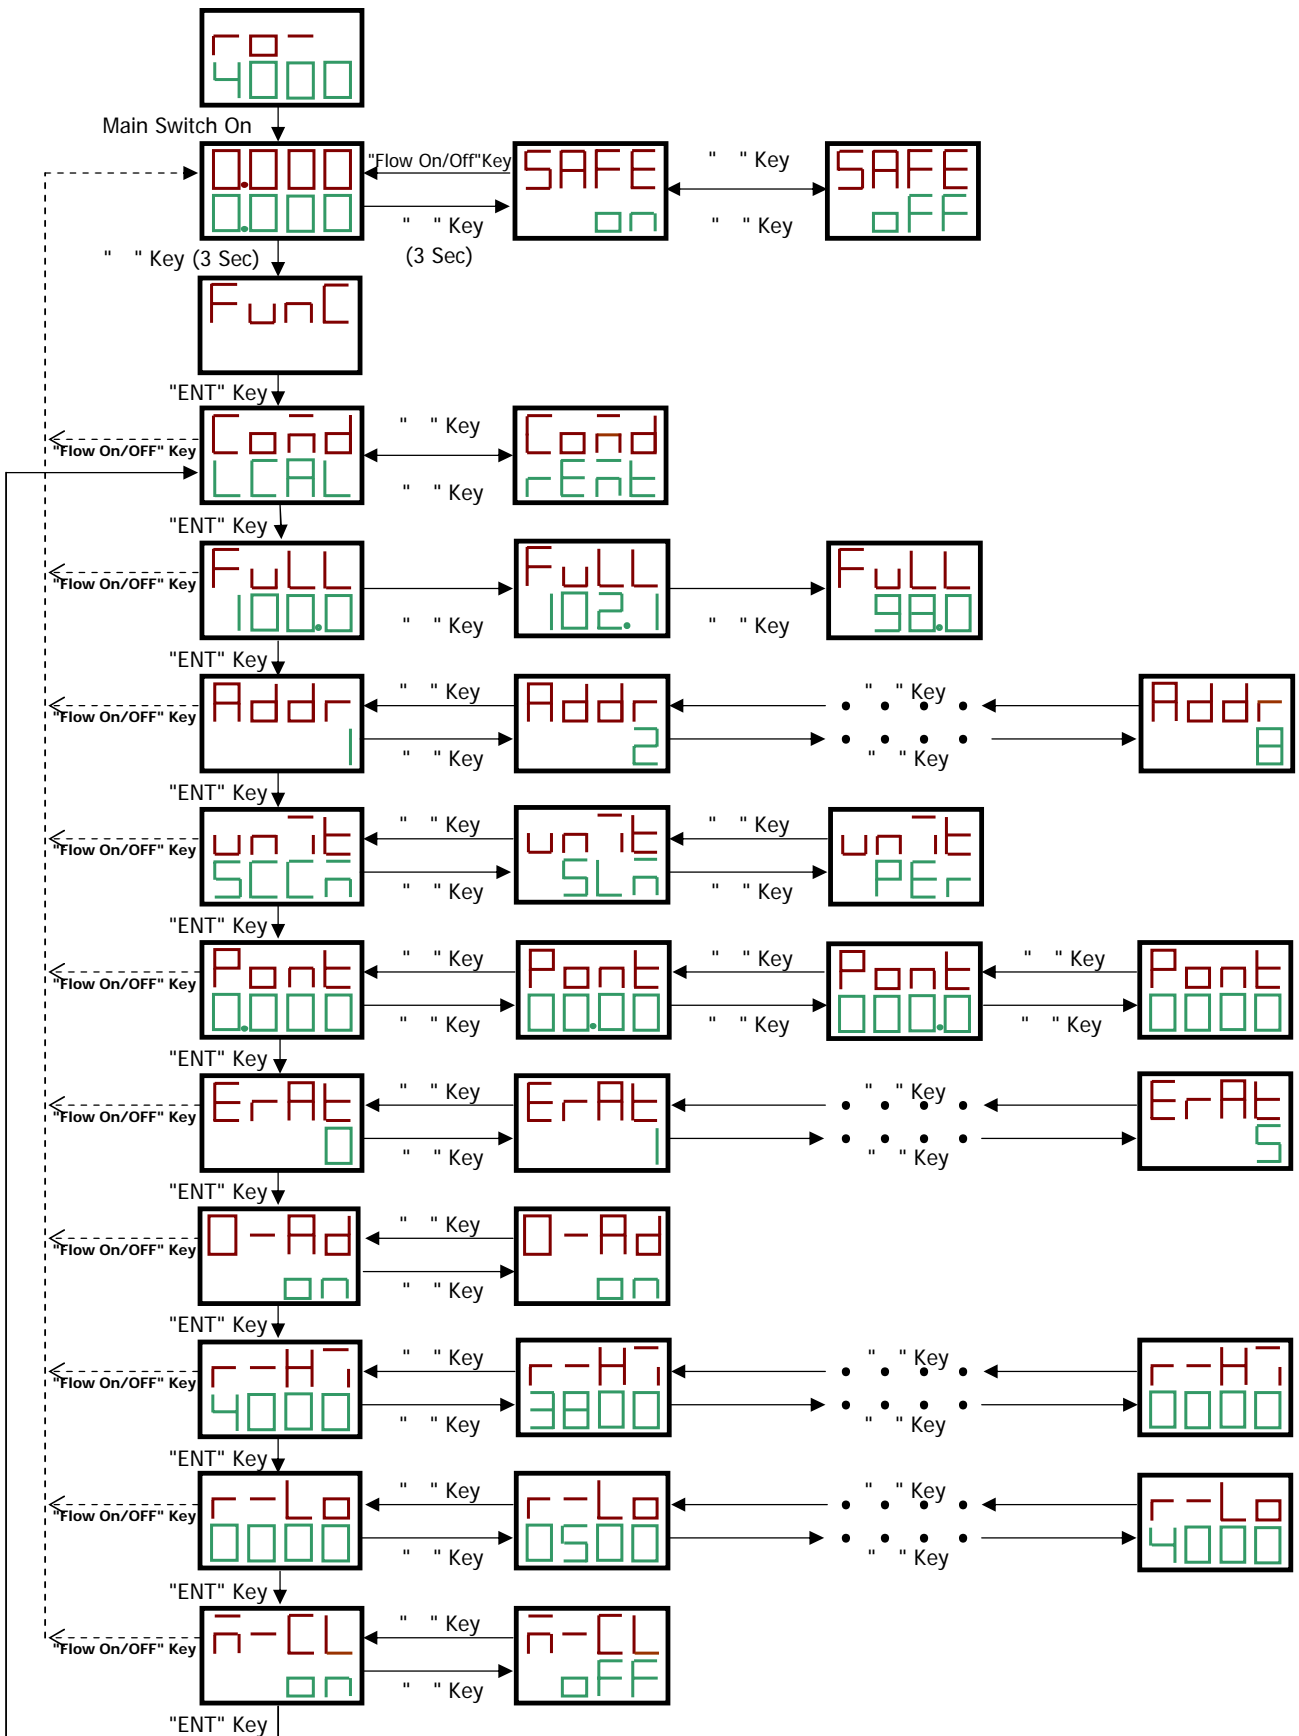 ro-
4000
Main Switch On
0.000
0.000
"Flow On/Off"Key
" " Key
(3 Sec)
SAFE
on
" " Key
" " Key
SAFE
oFF
" " Key (3 Sec)
FunC
"ENT" Key
"Flow On/OFF" Key
Comd
LCAL
" " Key
" " Key
Comd
rEmt
"ENT" Key
"Flow On/OFF" Key
FuLL
100.0
" " Key
FuLL
102.1
" " Key
FuLL
98.0
"ENT" Key
"Flow On/OFF" Key
Addr
1
" " Key
" " Key
Addr
2
" " Key
" " Key
Addr
8
"ENT" Key
"Flow On/OFF" Key
unit
SCCm
" " Key
" " Key
unit
SLm
" " Key
" " Key
unit
PEr
"ENT" Key
"Flow On/OFF" Key
Pont
0.000
" " Key
" " Key
Pont
00.00
" " Key
" " Key
Pont
000.0
" " Key
" " Key
Pont
0000
"ENT" Key
"Flow On/OFF" Key
ErAt
0
" " Key
" " Key
ErAt
1
" " Key
" " Key
ErAt
5
"ENT" Key
"Flow On/OFF" Key
0-Ad
on
" " Key
" " Key
0-Ad
on
"ENT" Key
"Flow On/OFF" Key
r-Hi
4000
" " Key
" " Key
r-Hi
3800
" " Key
" " Key
r-Hi
0000
"ENT" Key
"Flow On/OFF" Key
r-Lo
0000
" " Key
" " Key
r-Lo
0500
" " Key
" " Key
r-Lo
4000
"ENT" Key
"Flow On/OFF" Key
m-CL
on
" " Key
" " Key
m-CL
oFF
"ENT" Key